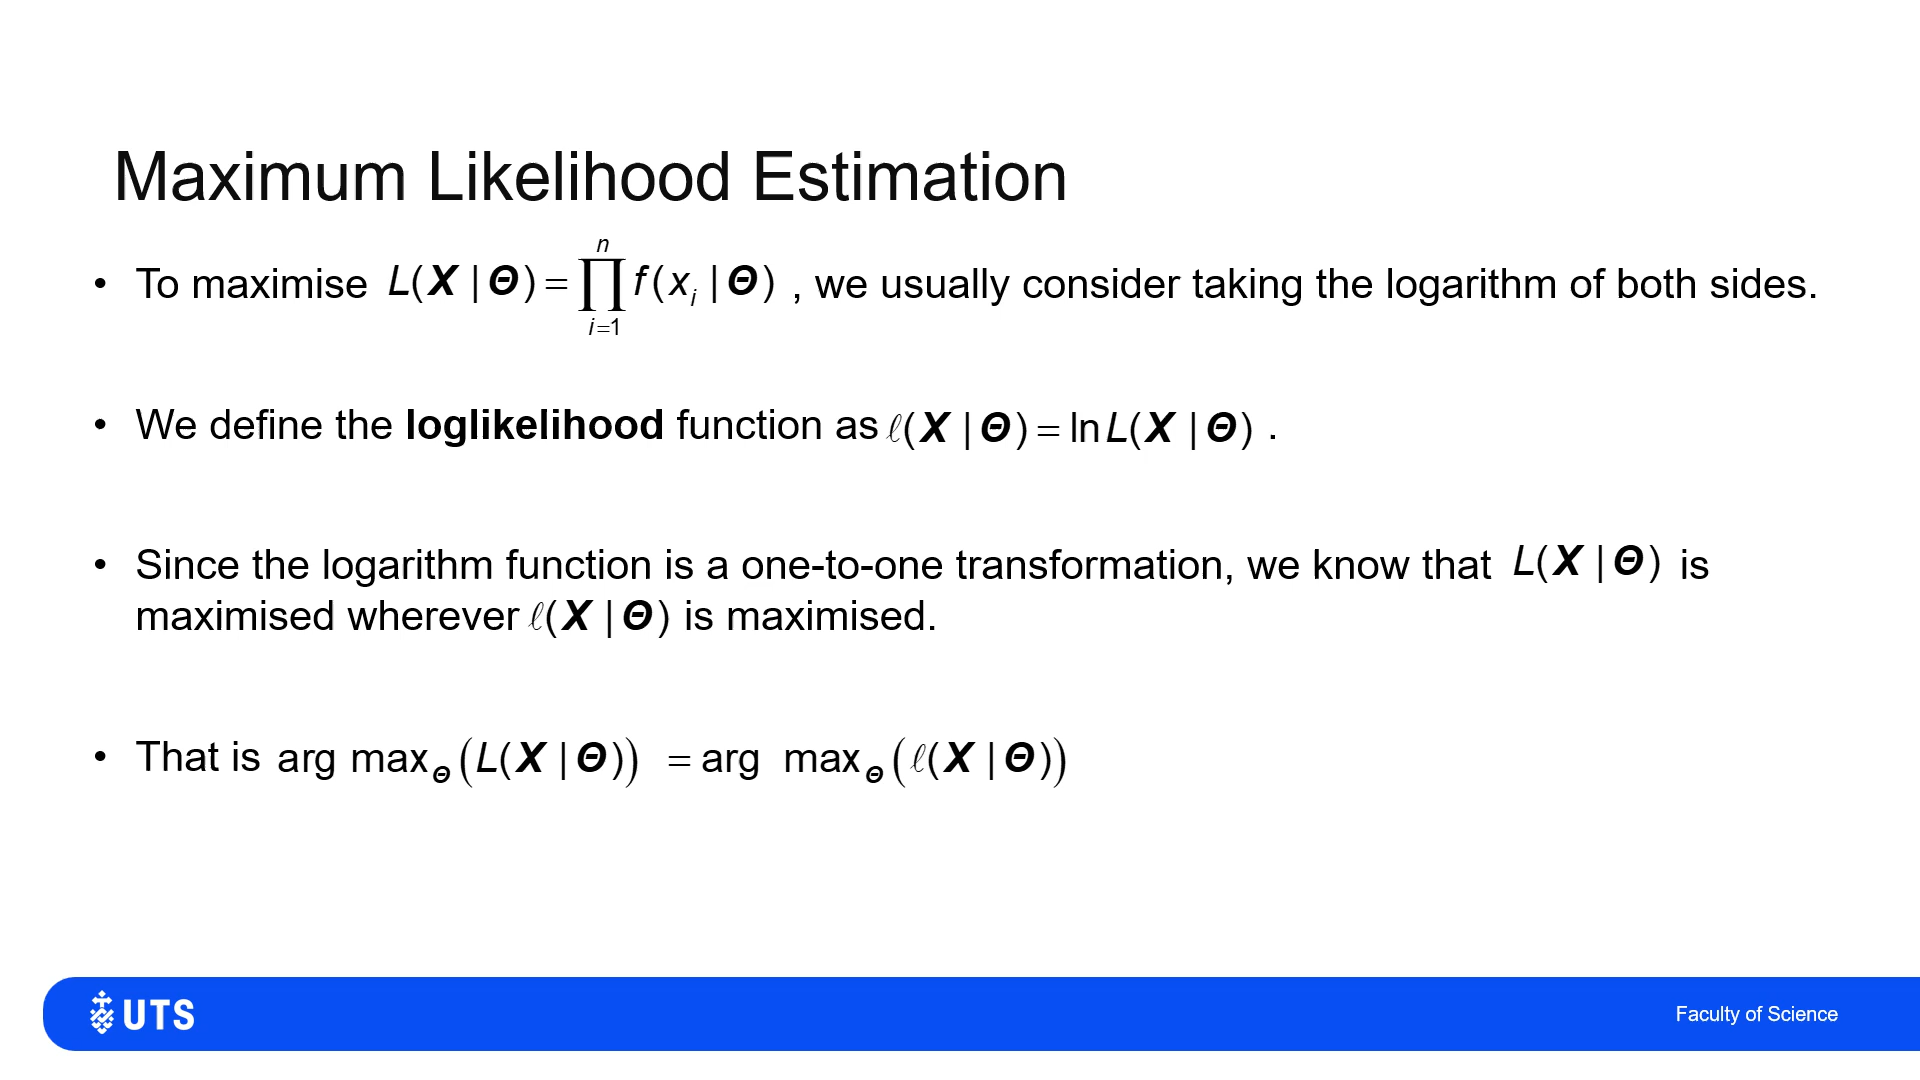 Maximum Likelihood Estimation
• To maximise L(X | Θ) = ∏ⁿᵢ₌₁ f(xᵢ | Θ) , we usually consider taking the logarithm of both sides.
• We define the loglikelihood function as ℓ(X | Θ) = ln L(X | Θ) .
• Since the logarithm function is a one-to-one transformation, we know that L(X | Θ) is
maximised wherever ℓ(X | Θ) is maximised.
• That is arg max_Θ (L(X | Θ)) = arg max_Θ (ℓ(X | Θ))
UTS
Faculty of Science